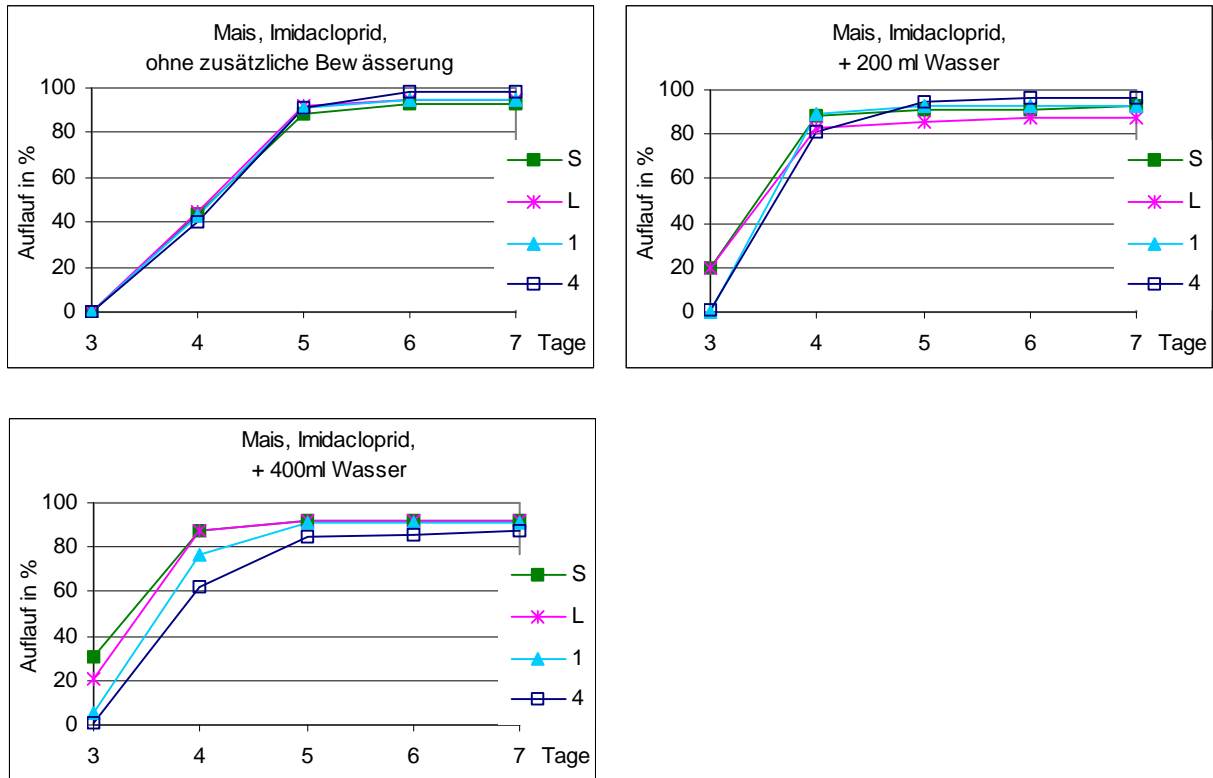 Mais, Imidacloprid,
ohne zusätzliche Bew ässerung
100
80
60
40
20
0
Auflauf in %
3 4 5 6 7 Tage
S
L
1
4
Mais, Imidacloprid,
+ 200 ml Wasser
100
80
60
40
20
0
Auflauf in %
3 4 5 6 7 Tage
S
L
1
4
Mais, Imidacloprid,
+ 400ml Wasser
100
80
60
40
20
0
Auflauf in %
3 4 5 6 7 Tage
S
L
1
4